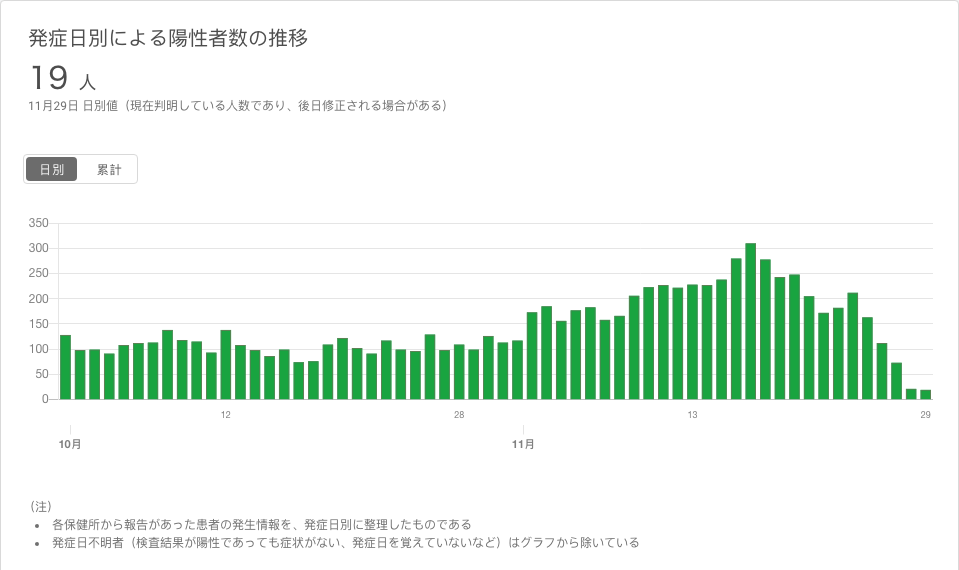 発症日別による陽性者数の推移
19 人
11月29日 日別値（現在判明している人数であり、後日修正される場合がある）
日別 累計
350
300
250
200
150
100
50
0
12 28 13 29
10月 11月
（注）
• 各保健所から報告があった患者の発生情報を、発症日別に整理したものである
• 発症日不明者（検査結果が陽性であっても症状がない、発症日を覚えていないなど）はグラフから除いている